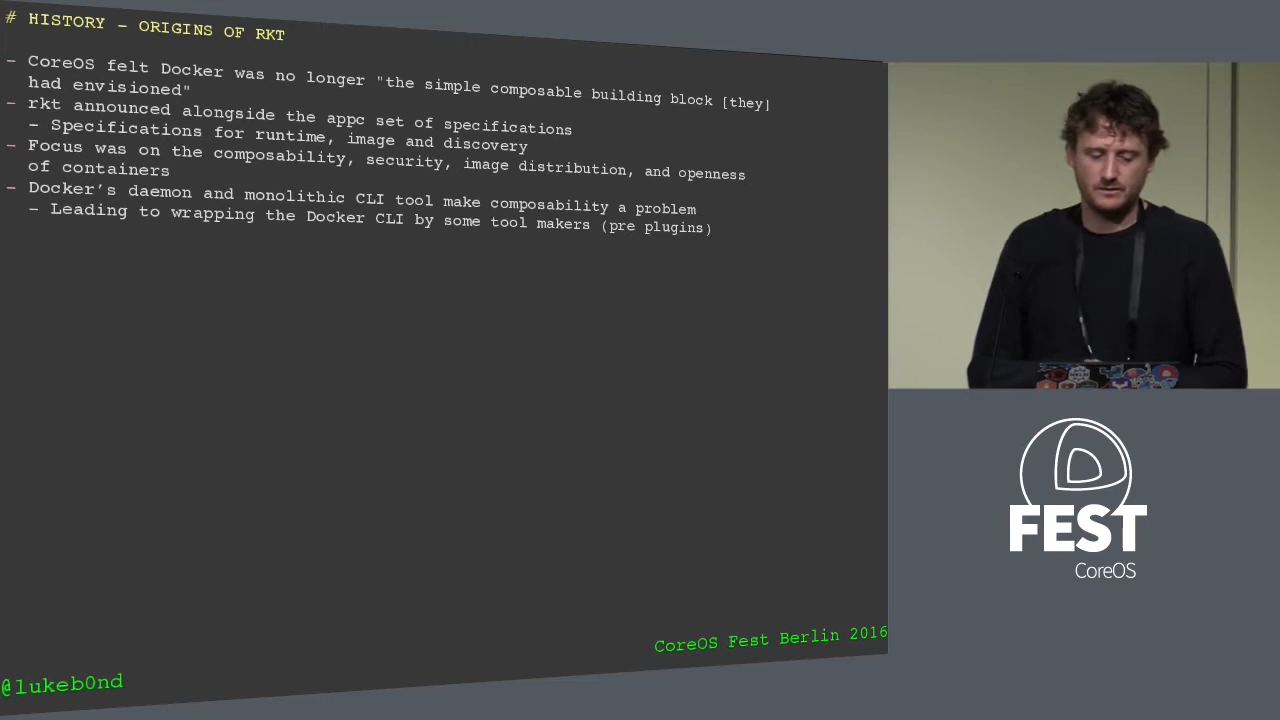 # HISTORY - ORIGINS OF RKT
- CoreOS felt Docker was no longer "the simple composable building block [they|
had envisioned"
- rkt announced alongside the appc set of specifications
- Specifications for runtime, image and discovery
- Focus was on the composability, security, image distribution, and openness
of containers
- Docker's daemon and monolithic CLI tool make composability a problem
- Leading to wrapping the Docker CLI by some tool makers (pre plugins)
CoreOS Fest Berlin 2016
@lukeb0nd
FEST
CoreOS